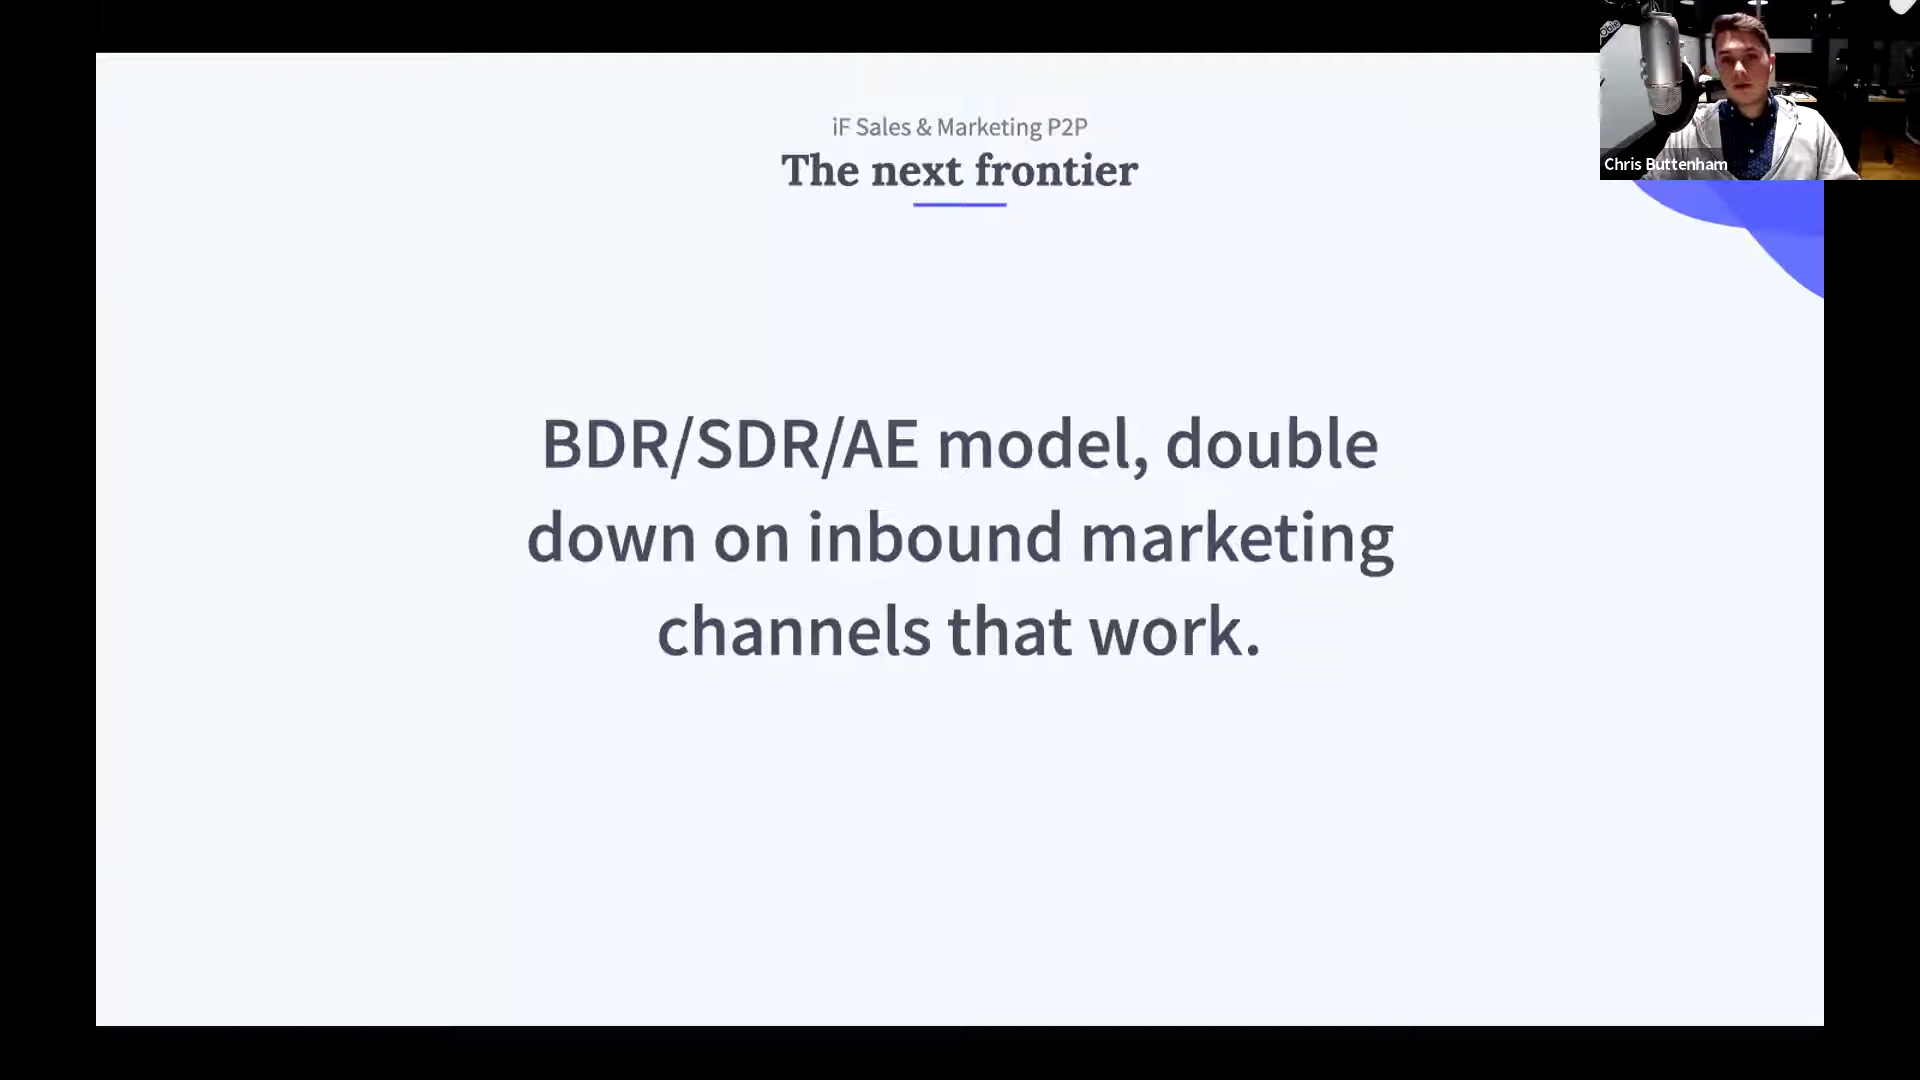 iF Sales & Marketing P2P
The next frontier
BDR/SDR/AE model, double
down on inbound marketing
channels that work.
Chris Buttenham